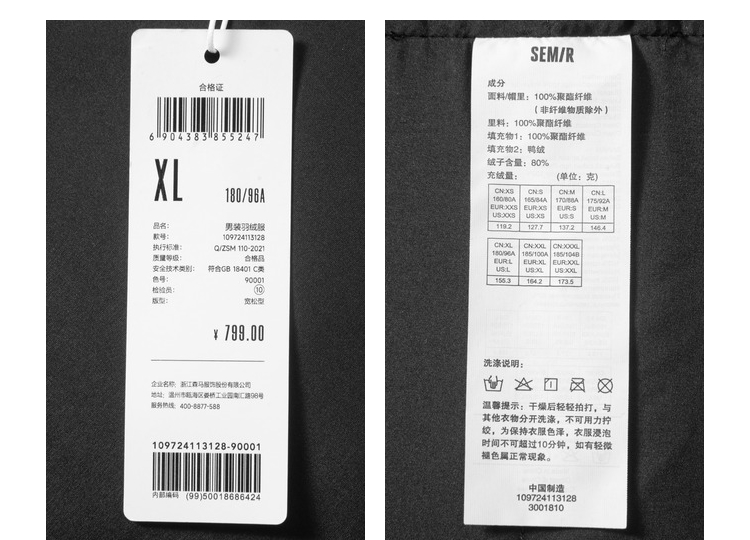 合格证
6 904383 855247
XL
180/96A
品名： 男装羽绒服
款号： 109724113128
执行标准： Q/ZSM 110-2021
质量等级： 合格品
安全技术类别： 符合GB 18401 C类
色号： 90001
检验员： ⑩
版型： 宽松型
¥ 799.00
企业名称：浙江森马服饰股份有限公司
地址：温州市瓯海区娄桥工业园南汇路98号
服务热线：400-8877-588
109724113128-90001
内部编码 (99)50018686424
SEMIR
成分
面料/帽里：100%聚酯纤维
（非纤维物质除外）
里料：100%聚酯纤维
填充物1：100%聚酯纤维
填充物2：鸭绒
绒子含量：80%
充绒量： （单位：克）
CN:XS CN:S CN:M CN:L
160/80A 165/84A 170/88A 175/92A
EUR:XXS EUR:XS EUR:S EUR:M
US:XXS US:XS US:S US:M
119.2 127.7 137.2 146.4
CN:XL CN:XXL CN:XXXL
180/96A 185/100A 185/104B
EUR:L EUR:XL EUR:XXL
US:L US:XL US:XXL
155.3 164.2 173.5
洗涤说明：
温馨提示：干燥后轻轻拍打，与
其他衣物分开洗涤，不可用力拧
绞，为保持衣服色泽，衣服浸泡
时间不可超过10分钟，如有轻微
褪色属正常现象。
中国制造
109724113128
3001810